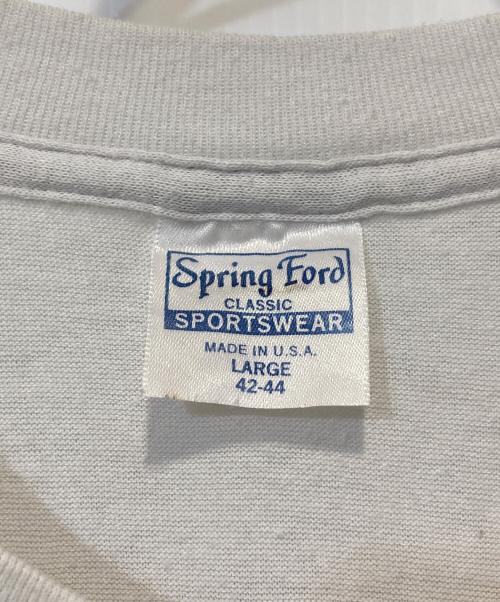 Spring Ford
CLASSIC
SPORTSWEAR
MADE IN U.S.A.
LARGE
42-44